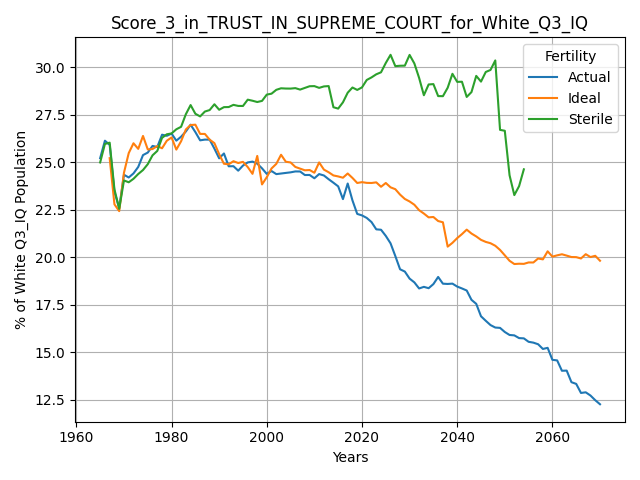 Score_3_in_TRUST_IN_SUPREME_COURT_for_White_Q3_IQ
% of White Q3_IQ Population
30.0
27.5
25.0
22.5
20.0
17.5
15.0
12.5
Fertility
Actual
Ideal
Sterile
1960
1980
2000
2020
2040
2060
Years